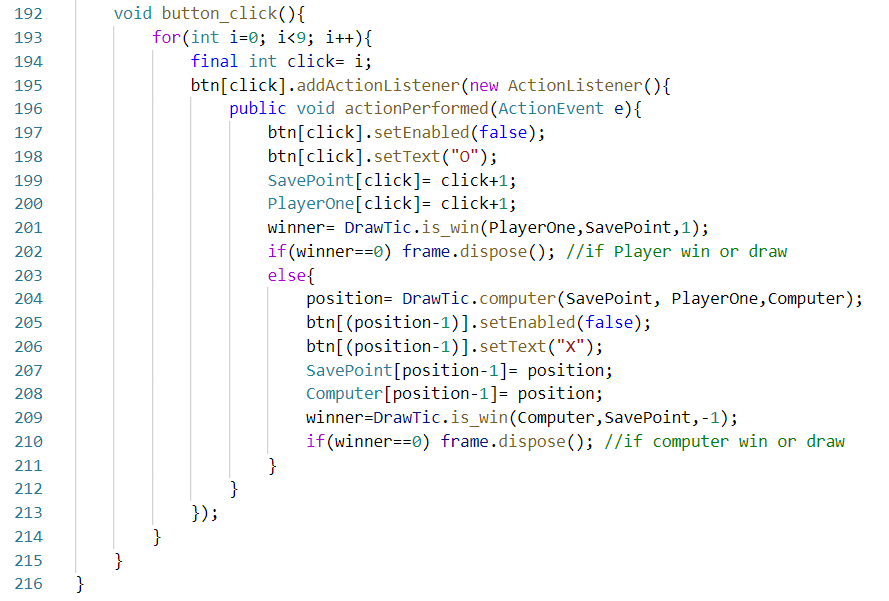 192 void button_click(){
193 for(int i=0; i<9; i++){
194 final int click= i;
195 btn[click].addActionListener(new ActionListener(){
196 public void actionPerformed(ActionEvent e){
197 btn[click].setEnabled(false);
198 btn[click].setText("O");
199 SavePoint[click]= click+1;
200 PlayerOne[click]= click+1;
201 winner= DrawTic.is_win(PlayerOne,SavePoint,1);
202 if(winner==0) frame.dispose(); //if Player win or draw
203 else{
204 position= DrawTic.computer(SavePoint, PlayerOne,Computer);
205 btn[(position-1)].setEnabled(false);
206 btn[(position-1)].setText("X");
207 SavePoint[position-1]= position;
208 Computer[position-1]= position;
209 winner=DrawTic.is_win(Computer,SavePoint,-1);
210 if(winner==0) frame.dispose(); //if computer win or draw
211 }
212 }
213 });
214 }
215 }
216 }